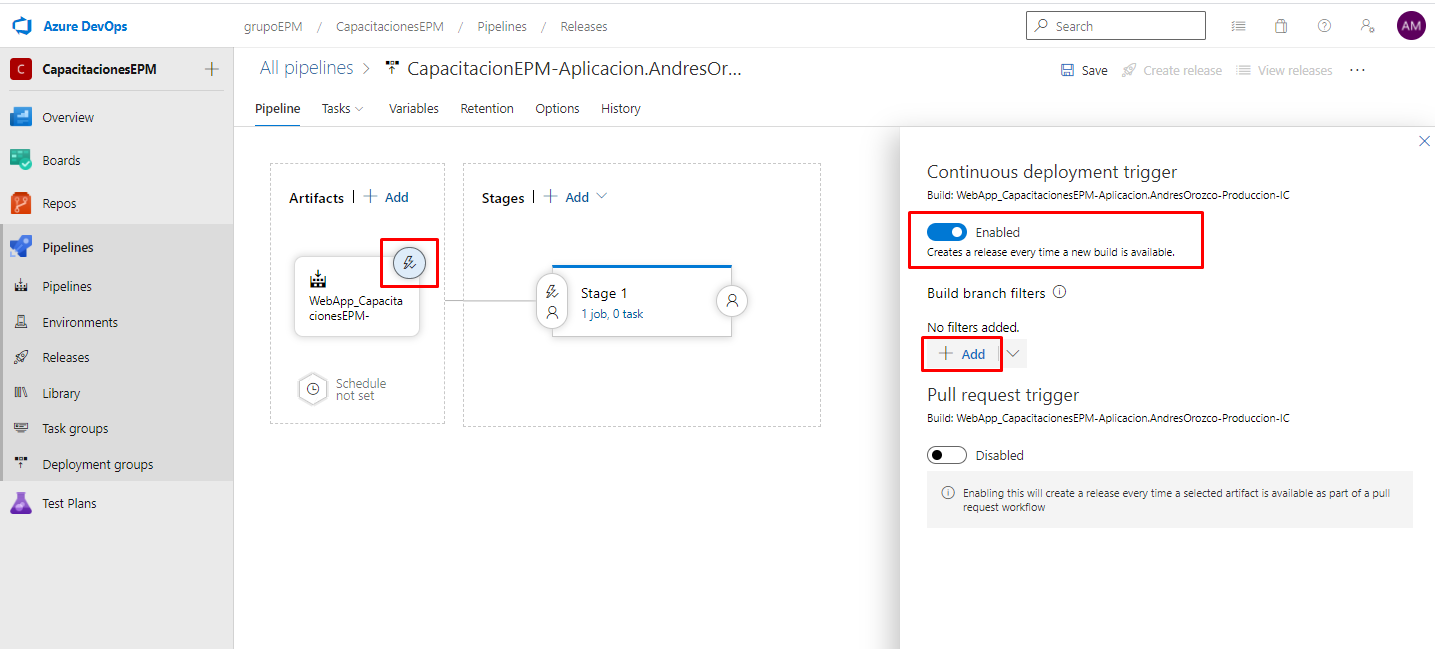 Azure DevOps
grupoEPM / CapacitacionesEPM / Pipelines / Releases
Search
AM
C CapacitacionesEPM
Overview
Boards
Repos
Pipelines
Pipelines
Environments
Releases
Library
Task groups
Deployment groups
Test Plans
All pipelines > CapacitacionEPM-Aplicacion.AndresOr...
Save
Create release
View releases
...
Pipeline
Tasks
Variables
Retention
Options
History
Artifacts | + Add
WebApp_Capacita
cionesEPM-
Schedule
not set
Stages | + Add
Stage 1
1 job, 0 task
Continuous deployment trigger
Build: WebApp_CapacitacionesEPM-Aplicacion.AndresOrozco-Produccion-IC
Enabled
Creates a release every time a new build is available.
Build branch filters
No filters added.
+ Add
Pull request trigger
Build: WebApp_CapacitacionesEPM-Aplicacion.AndresOrozco-Produccion-IC
Disabled
Enabling this will create a release every time a selected artifact is available as part of a pull
request workflow